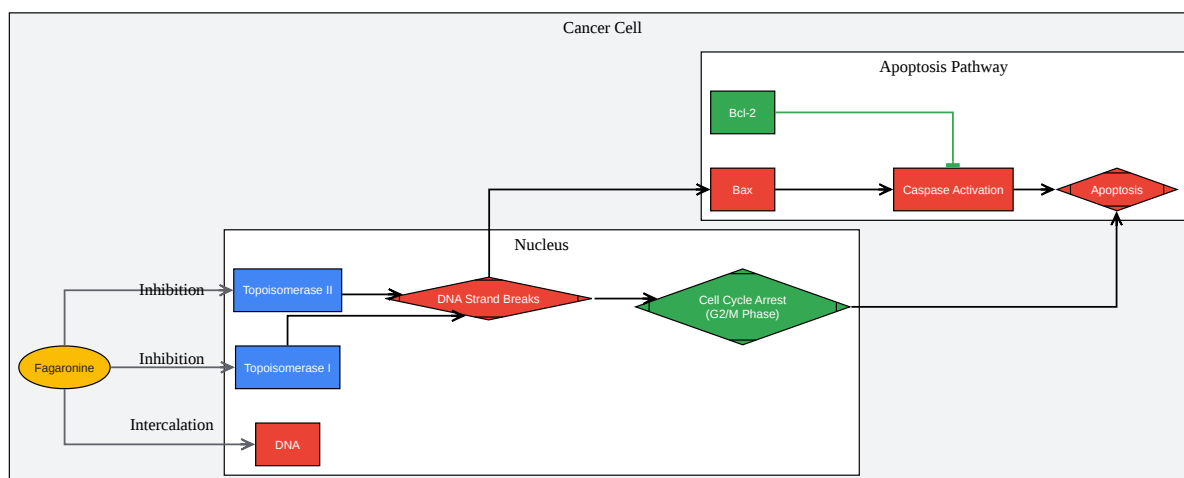 Cancer Cell
Apoptosis Pathway
Bcl-2
Bax
Caspase Activation
Apoptosis
Nucleus
Inhibition
Topoisomerase II
DNA Strand Breaks
Cell Cycle Arrest
(G2/M Phase)
Fagaronine
Inhibition
Topoisomerase I
Intercalation
DNA